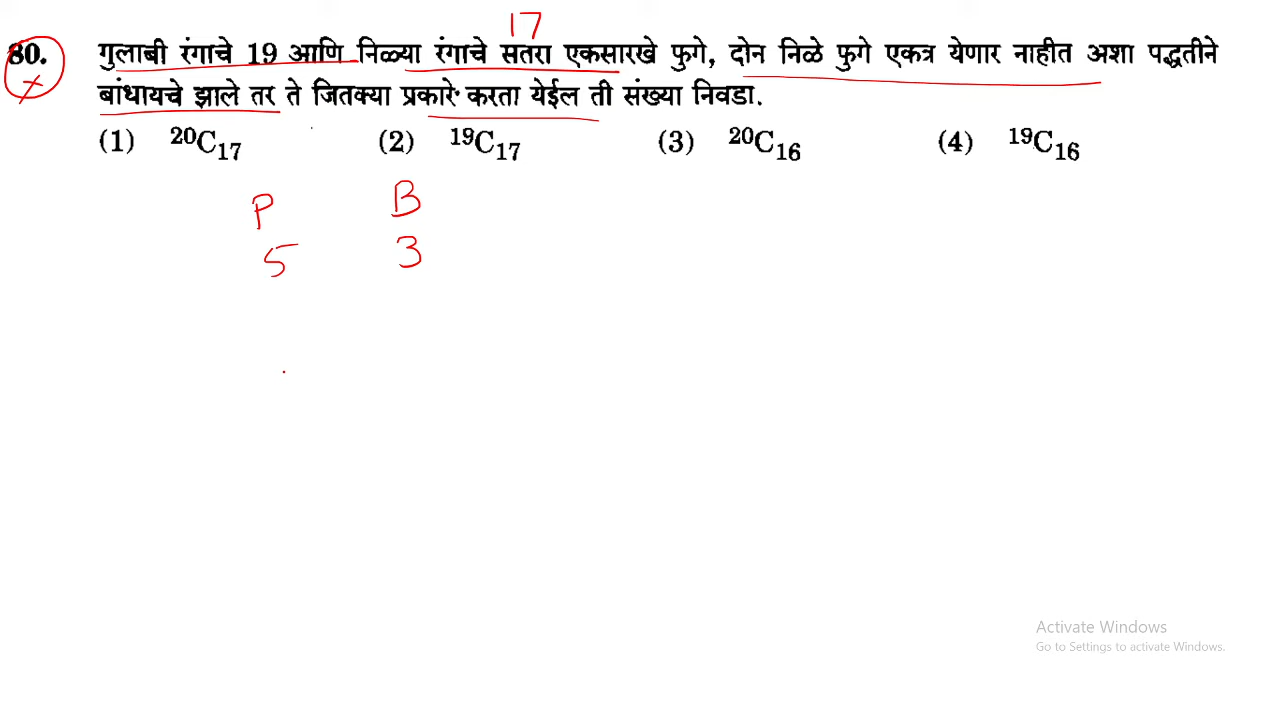 17
80. गुलाबी रंगाचे 19 आणि निळ्या रंगाचे सतरा एकसारखे फुगे, दोन निळे फुगे एकत्र येणार नाहीत अशा पद्धतीने
बांधायचे झाले तर ते जितक्या प्रकारे करता येईल ती संख्या निवडा.
(1) ²⁰C₁₇ (2) ¹⁹C₁₇ (3) ²⁰C₁₆ (4) ¹⁹C₁₆
P B
5 3
Activate Windows
Go to Settings to activate Windows.